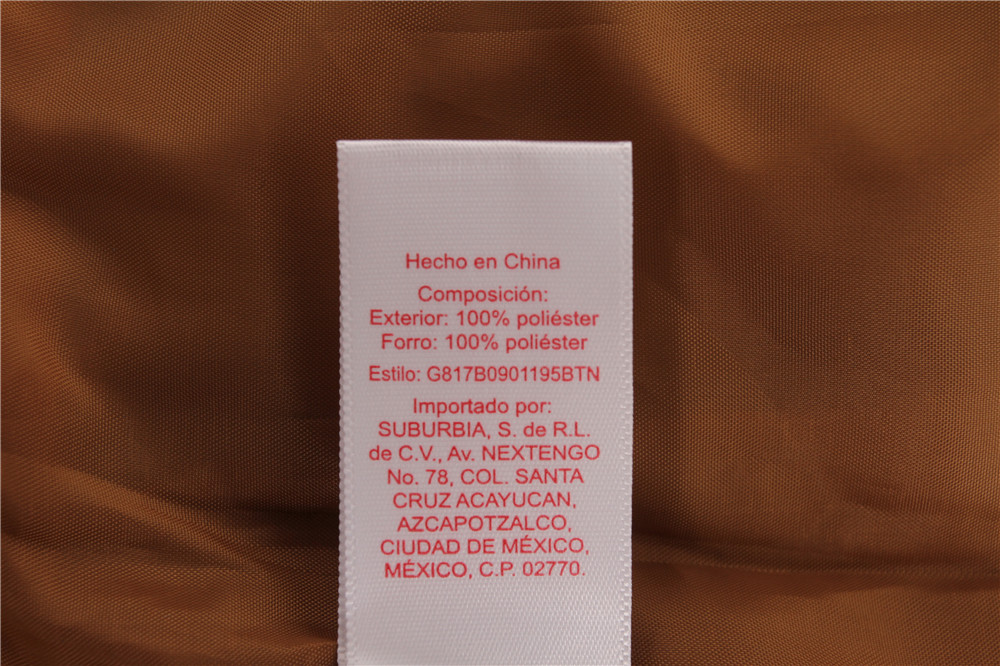 Hecho en China
Composición:
Exterior: 100% poliéster
Forro: 100% poliéster
Estilo: G817B0901195BTN
Importado por:
SUBURBIA, S. de R.L.
de C.V., Av. NEXTENGO
No. 78, COL. SANTA
CRUZ ACAYUCAN,
AZCAPOTZALCO,
CIUDAD DE MÉXICO,
MÉXICO, C.P. 02770.